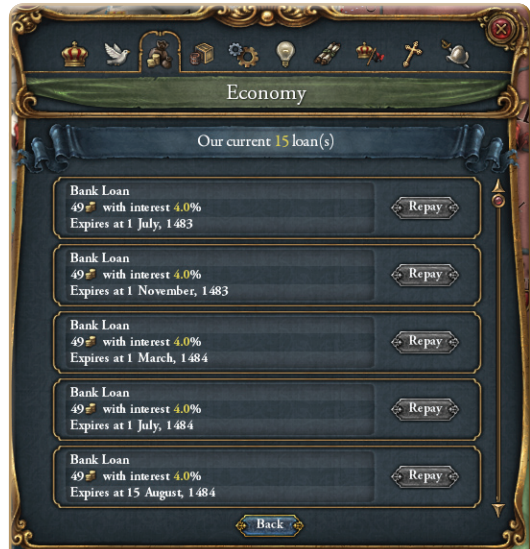 Economy
Our current 15 loan(s)
Bank Loan
49 with interest 4.0%
Expires at 1 July, 1483
Repay
Bank Loan
49 with interest 4.0%
Expires at 1 November, 1483
Repay
Bank Loan
49 with interest 4.0%
Expires at 1 March, 1484
Repay
Bank Loan
49 with interest 4.0%
Expires at 1 July, 1484
Repay
Bank Loan
49 with interest 4.0%
Expires at 15 August, 1484
Repay
Back